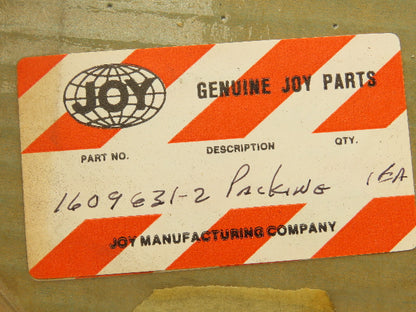 JOY GENUINE JOY PARTS
PART NO. DESCRIPTION QTY.
1609631-2 PACKING 1EA
JOY MANUFACTURING COMPANY